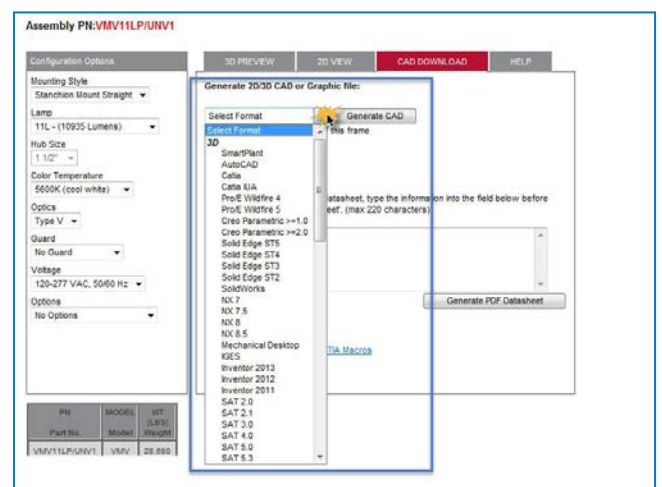 Assembly PN:VMV11LP/UNV1
Configuration Options
3D PREVIEW
2D VIEW
CAD DOWNLOAD
HELP
Mounting Style
Stanchion Mount Straight
Lamp
11L - (10935 Lumens)
Hub Size
1 1/2"
Color Temperature
5600K (cool white)
Optics
Type V
Guard
No Guard
Voltage
120-277 VAC, 50/60 Hz
Options
No Options
Generate 2D/3D CAD or Graphic file:
Select Format
Generate CAD
Select Format
this frame
3D
SmartPlant
AutoCAD
Catia
Catia IUA
Pro/E Wildfire 4
Pro/E Wildfire 5
Creo Parametric >=1.0
Creo Parametric >=2.0
Solid Edge ST5
Solid Edge ST4
Solid Edge ST3
Solid Edge ST2
SolidWorks
NX 7
NX 7.5
NX 8
NX 8.5
Mechanical Desktop
IGES
Inventor 2013
Inventor 2012
Inventor 2011
SAT 2.0
SAT 2.1
SAT 3.0
SAT 4.0
SAT 5.0
SAT 5.3
atasheet, type the information into the field below before
eet'. (max 220 characters)
Generate PDF Datasheet
TIA Macros
PN
MODEL
WT
(LBS)
Part No.
Model
Weight
VMV11LP/UNV1
VMV
28.660